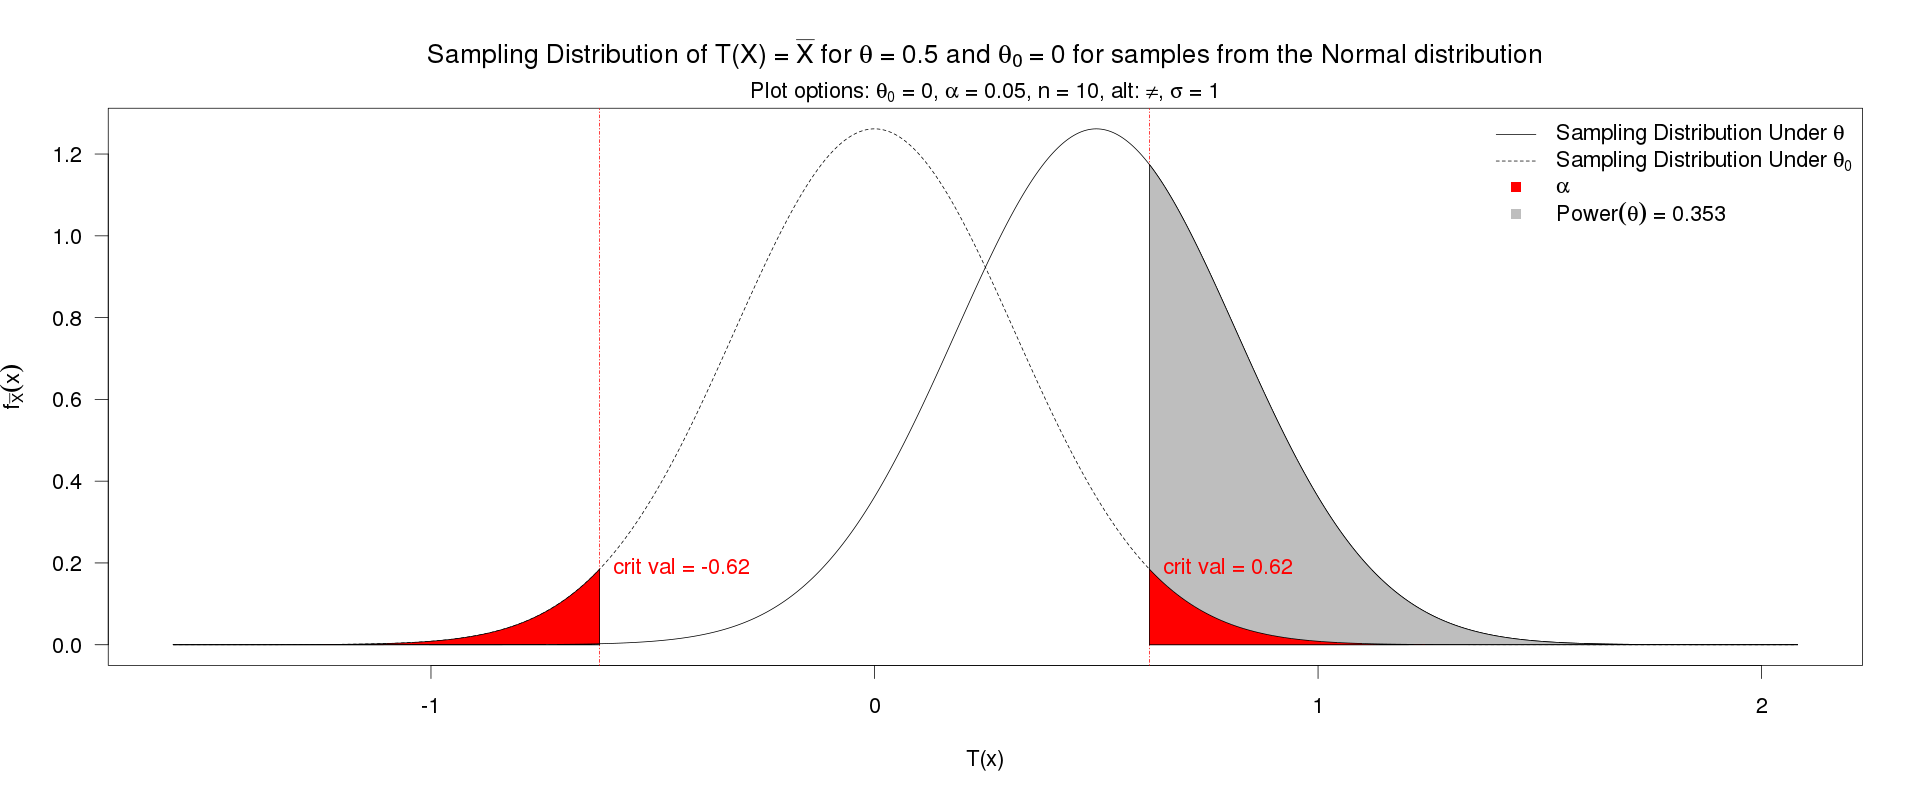 Sampling Distribution of T(X) = X̅ for θ = 0.5 and θ₀ = 0 for samples from the Normal distribution
Plot options: θ₀ = 0, α = 0.05, n = 10, alt: ≠, σ = 1
Sampling Distribution Under θ
Sampling Distribution Under θ₀
α
Power(θ) = 0.353
1.2
1.0
0.8
0.6
0.4
0.2
0.0
f_X̅(x)
crit val = -0.62
crit val = 0.62
-1
0
1
2
T(x)